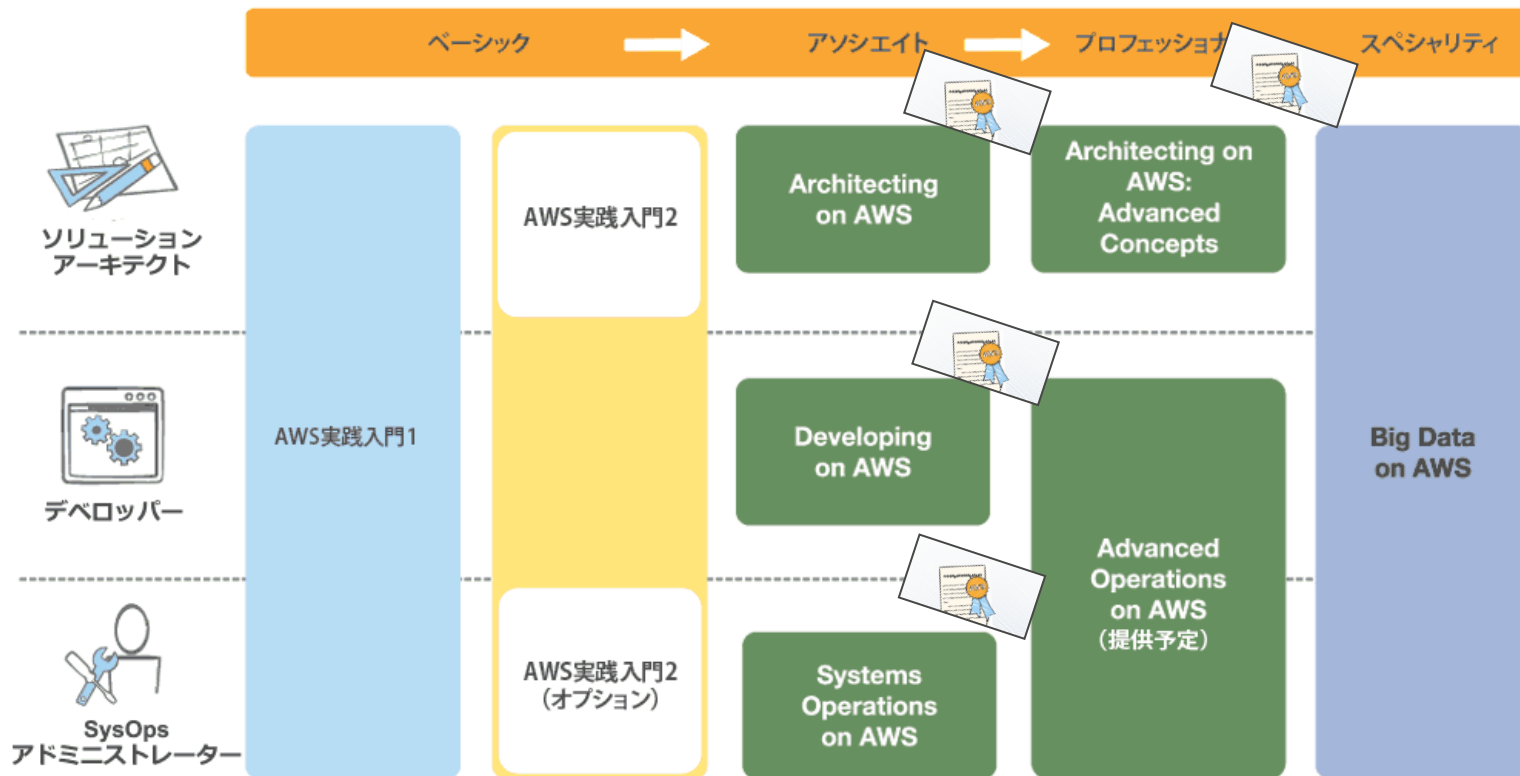 ベーシック
アソシエイト
プロフェッショナ
スペシャリティ
ソリューション
アーキテクト
AWS実践入門2
Architecting
on AWS
Architecting on
AWS:
Advanced
Concepts
デベロッパー
AWS実践入門1
Developing
on AWS
Big Data
on AWS
SysOps
アドミニストレーター
AWS実践入門2
（オプション）
Systems
Operations
on AWS
Advanced
Operations
on AWS
（提供予定）